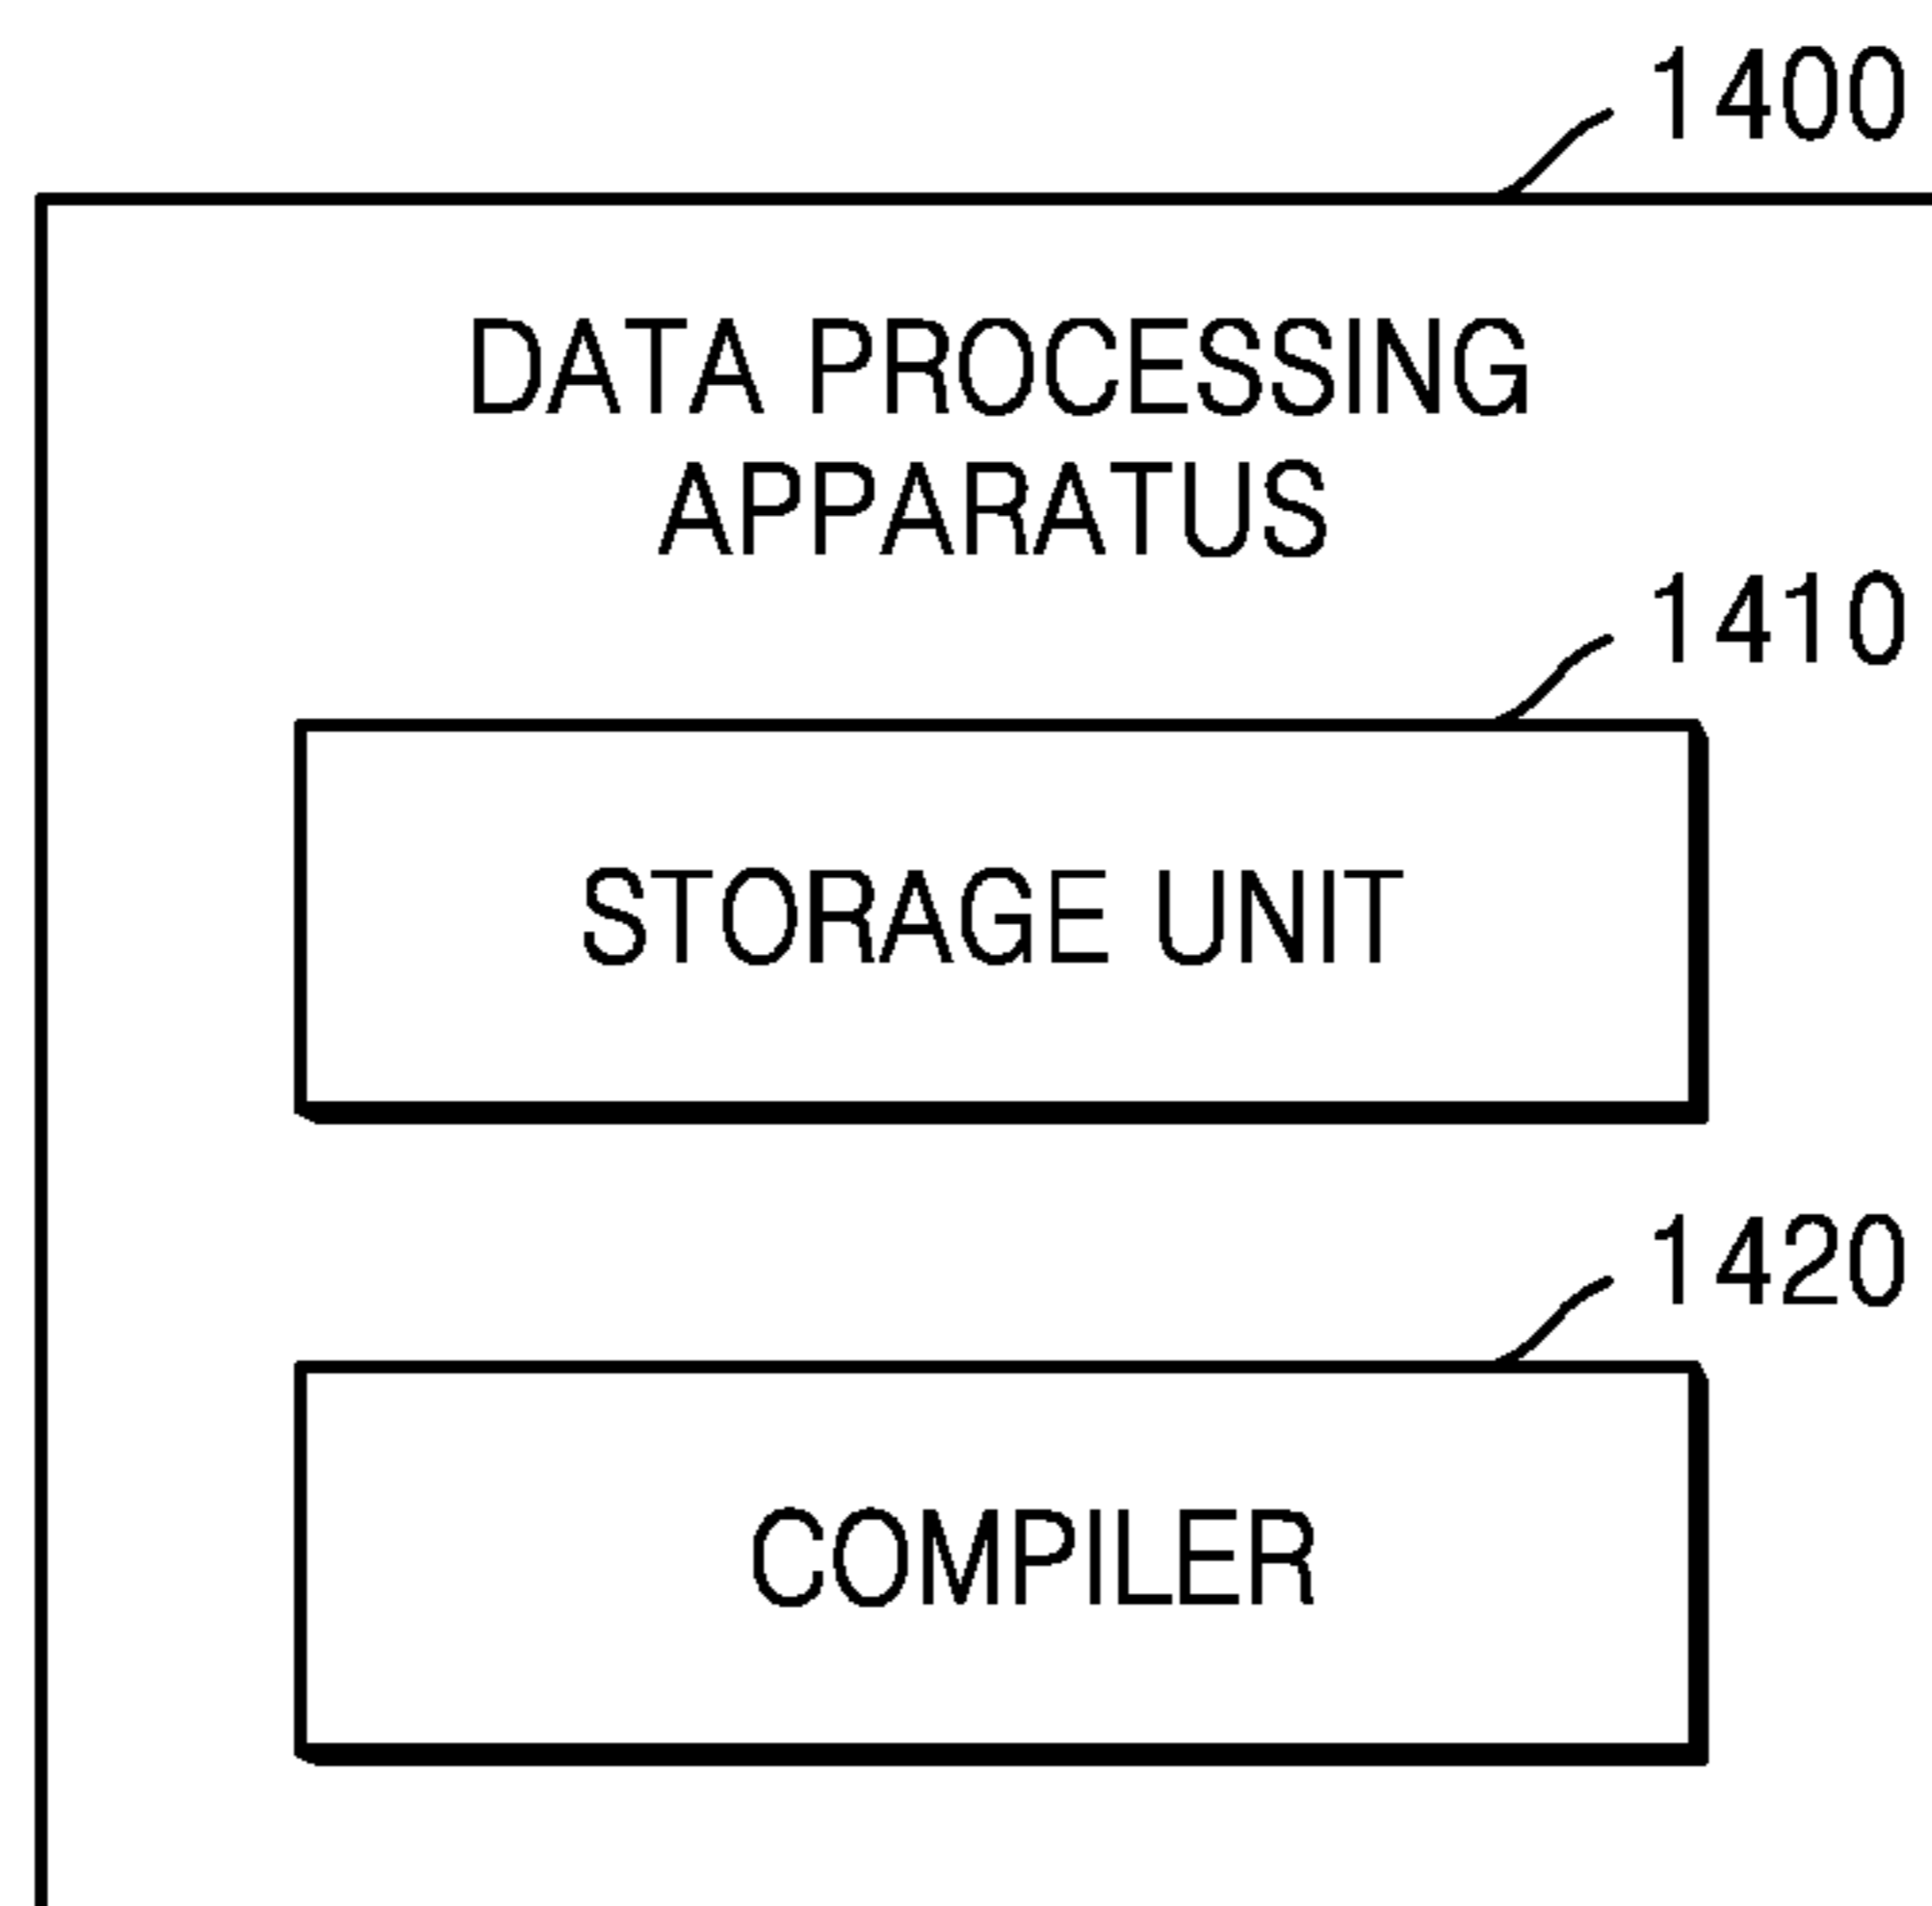 1400
DATA PROCESSING
APPARATUS
1410
STORAGE UNIT
1420
COMPILER